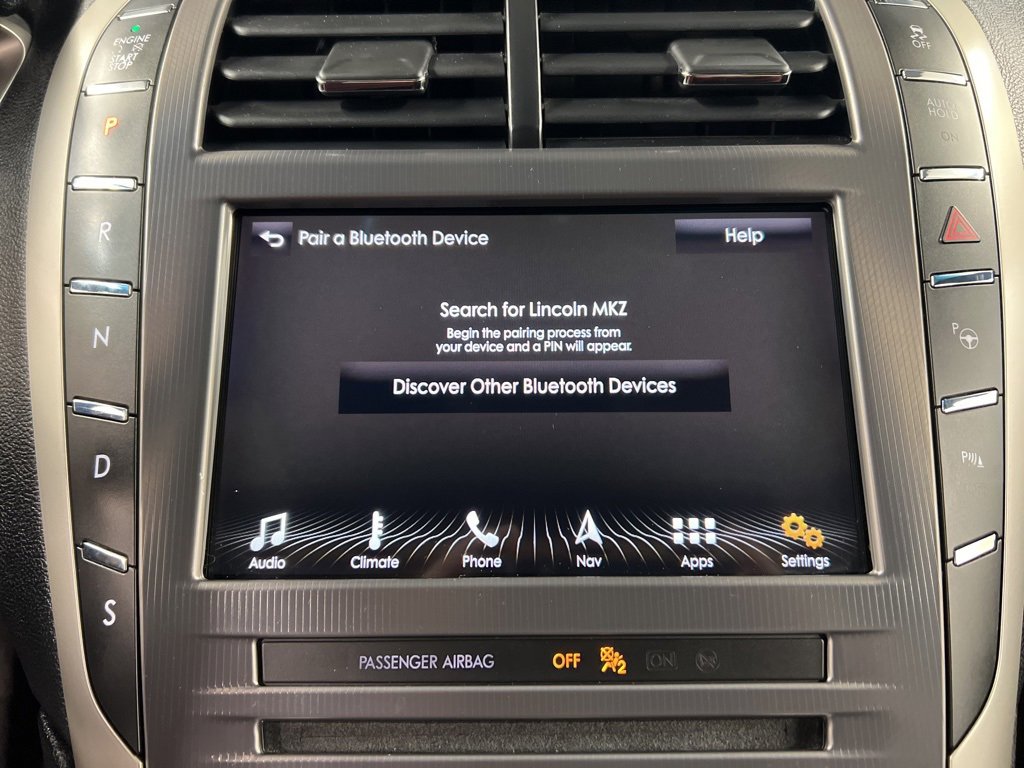 ENGINE
START
STOP
P
R
N
D
S
Pair a Bluetooth Device
Help
Search for Lincoln MKZ
Begin the pairing process from
your device and a PIN will appear.
Discover Other Bluetooth Devices
Audio
Climate
Phone
Nav
Apps
Settings
PASSENGER AIRBAG
OFF
2
ON
OFF
AUTO
HOLD
ON
P
P